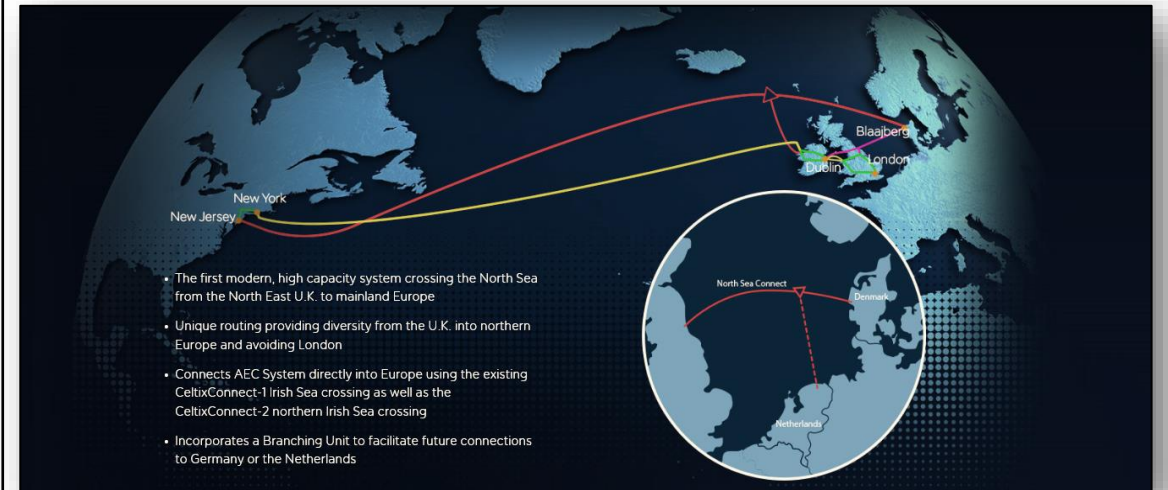 Blaajberg
London
Dublin
New York
New Jersey
• The first modern, high capacity system crossing the North Sea
from the North East U.K. to mainland Europe
• Unique routing providing diversity from the U.K. into northern
Europe and avoiding London
• Connects AEC System directly into Europe using the existing
CeltixConnect-1 Irish Sea crossing as well as the
CeltixConnect-2 northern Irish Sea crossing
• Incorporates a Branching Unit to facilitate future connections
to Germany or the Netherlands
North Sea Connect
Denmark
Netherlands